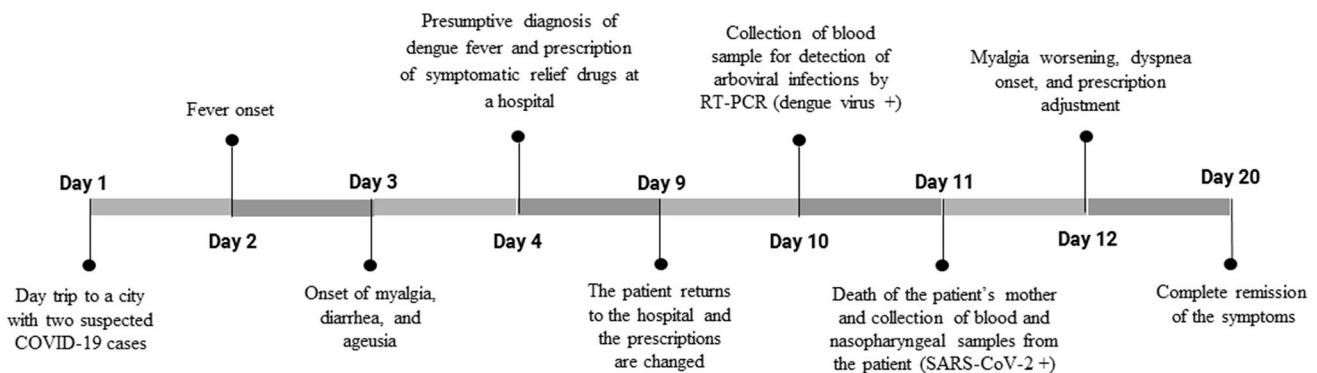 Presumptive diagnosis of
dengue fever and prescription
of symptomatic relief drugs at
a hospital
Collection of blood
sample for detection of
arboviral infections by
RT-PCR (dengue virus +)
Myalgia worsening, dyspnea
onset, and prescription
adjustment
Fever onset
Day 1
Day 3
Day 9
Day 11
Day 20
Day 2
Day 4
Day 10
Day 12
Day trip to a city
with two suspected
COVID-19 cases
Onset of myalgia,
diarrhea, and
ageusia
The patient returns
to the hospital and
the prescriptions
are changed
Death of the patient's mother
and collection of blood and
nasopharyngeal samples from
the patient (SARS-CoV-2 +)
Complete remission
of the symptoms